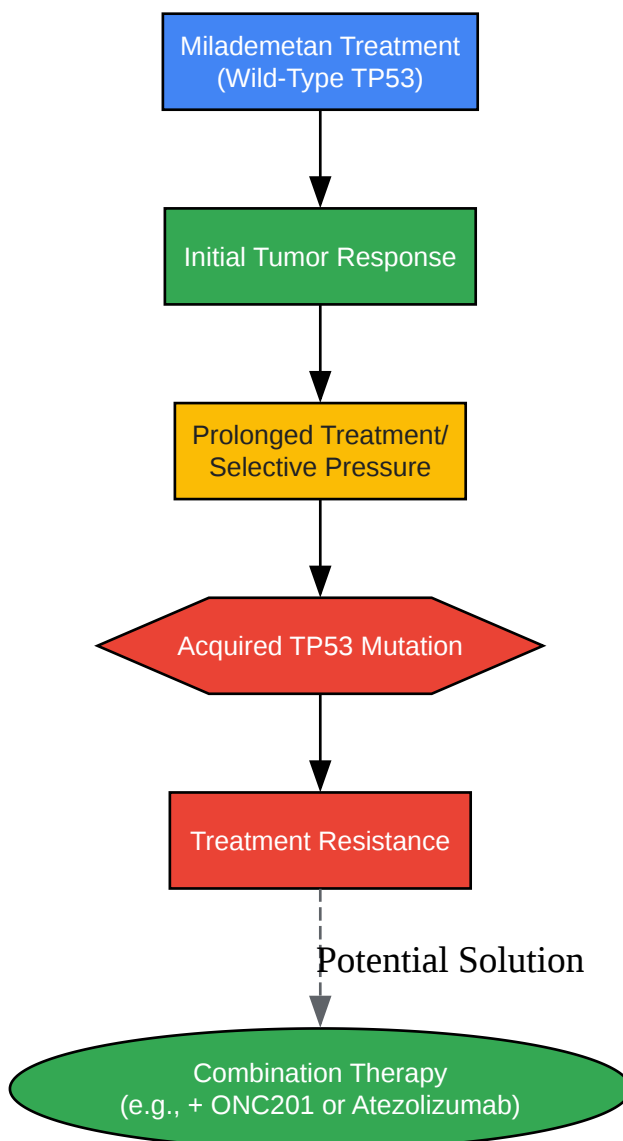 Milademetan Treatment
(Wild-Type TP53)
Initial Tumor Response
Prolonged Treatment/
Selective Pressure
Acquired TP53 Mutation
Treatment Resistance
Potential Solution
Combination Therapy
(e.g., + ONC201 or Atezolizumab)